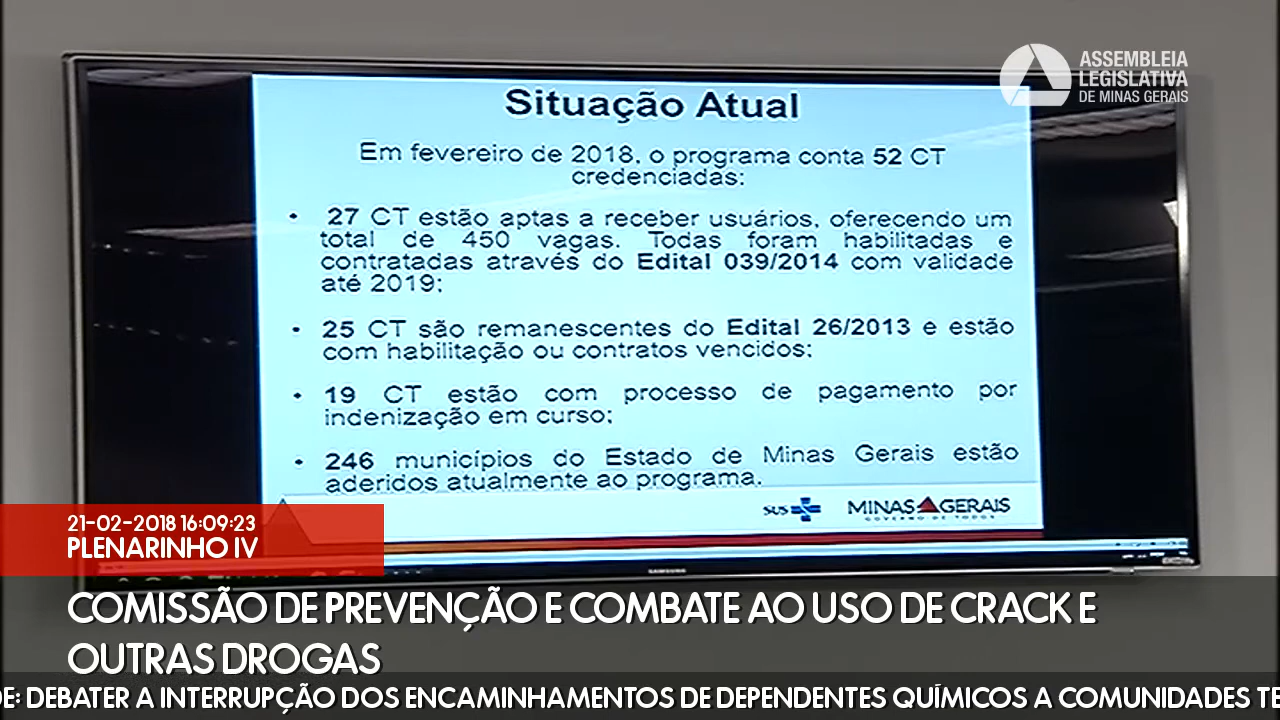 ASSEMBLEIA
LEGISLATIVA
DE MINAS GERAIS
Situação Atual
Em fevereiro de 2018, o programa conta 52 CT
credenciadas:
• 27 CT estão aptas a receber usuários, oferecendo um
total de 450 vagas. Todas foram habilitadas e
contratadas através do Edital 039/2014 com validade
até 2019;
• 25 CT são remanescentes do Edital 26/2013 e estão
com habilitação ou contratos vencidos;
• 19 CT estão com processo de pagamento por
indenização em curso;
• 246 municípios do Estado de Minas Gerais estão
aderidos atualmente ao programa.
SUS
MINAS GERAIS
GOVERNO DE TODOS
SAMSUNG
21-02-2018 16:09:23
PLENARINHO IV
COMISSÃO DE PREVENÇÃO E COMBATE AO USO DE CRACK E
OUTRAS DROGAS
DE: DEBATER A INTERRUPÇÃO DOS ENCAMINHAMENTOS DE DEPENDENTES QUÍMICOS A COMUNIDADES TE